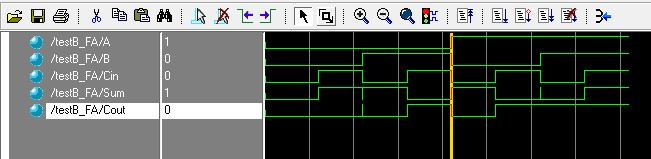 /testB_FA/A 1
/testB_FA/B 0
/testB_FA/Cin 0
/testB_FA/Sum 1
/testB_FA/Cout 0